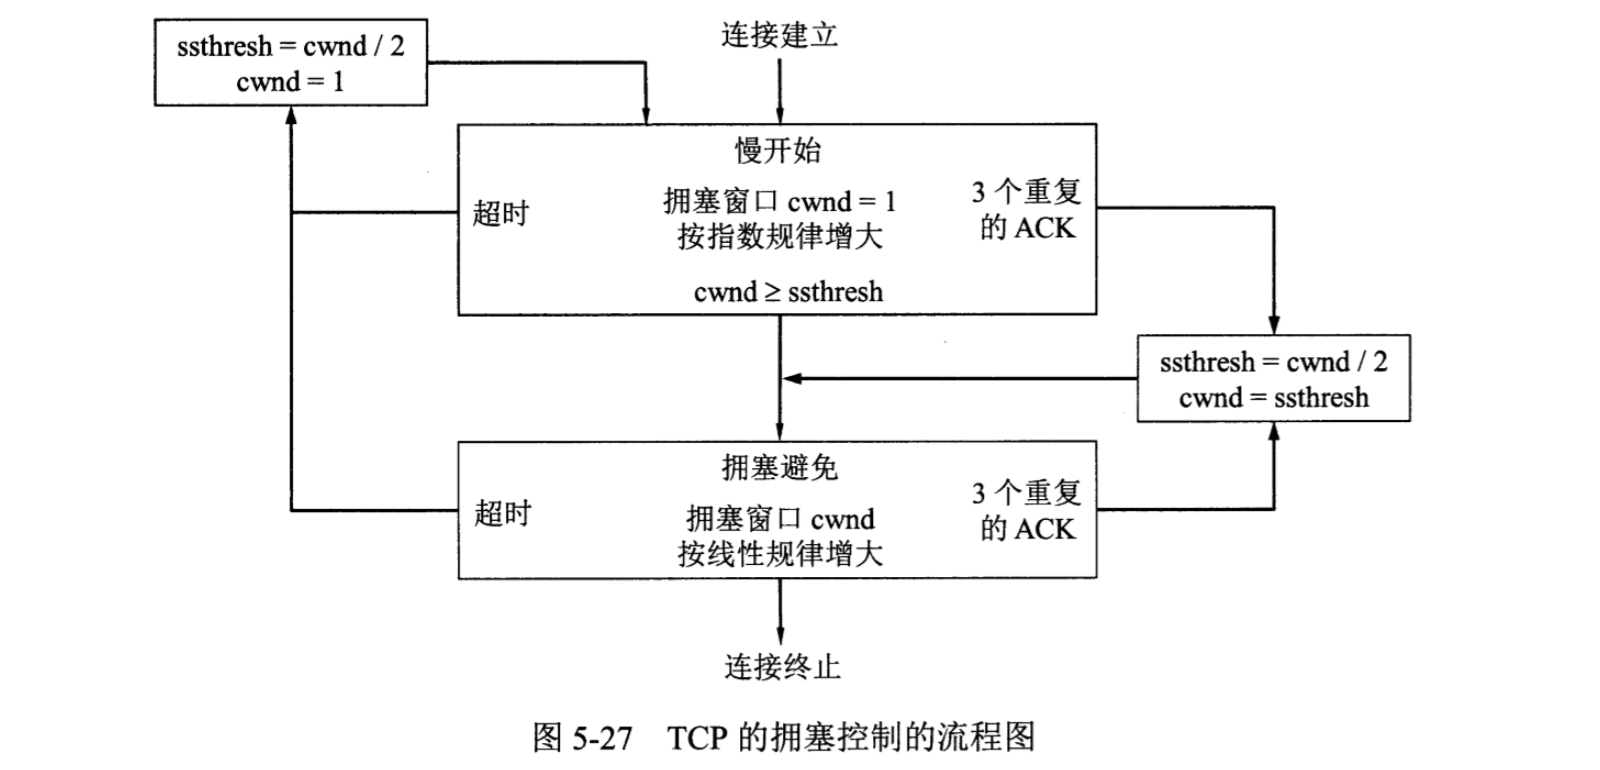 ssthresh = cwnd / 2
cwnd = 1
连接建立
慢开始
拥塞窗口 cwnd = 1
按指数规律增大
超时
3 个重复
的 ACK
cwnd ≥ ssthresh
ssthresh = cwnd / 2
cwnd = ssthresh
拥塞避免
拥塞窗口 cwnd
按线性规律增大
超时
3 个重复
的 ACK
连接终止
图 5-27 TCP 的拥塞控制的流程图